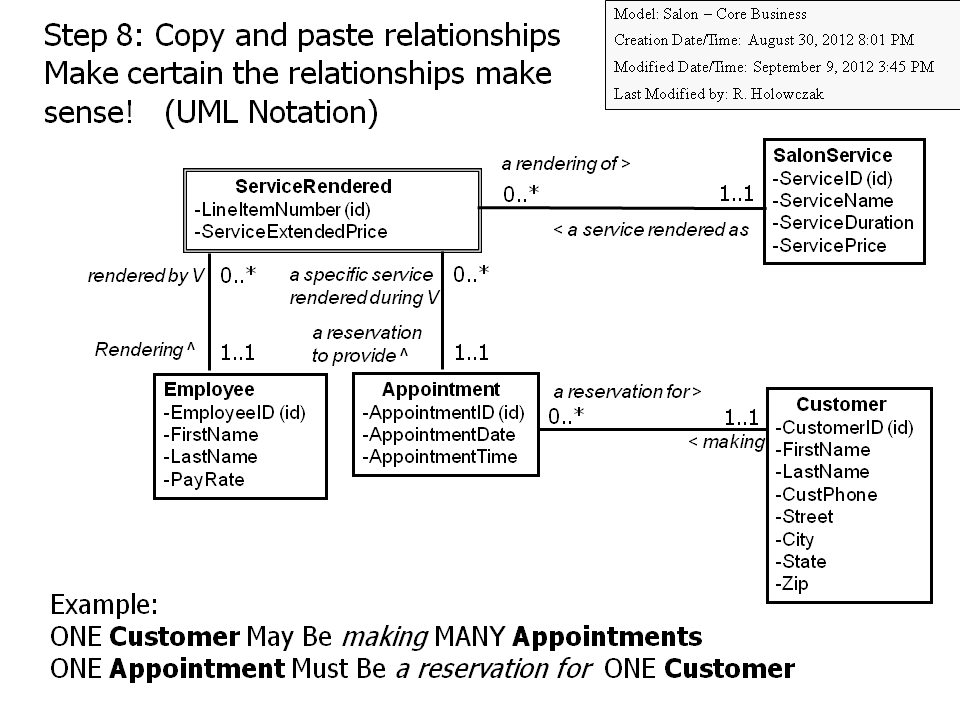 Step 8: Copy and paste relationships
Make certain the relationships make
sense!   (UML Notation)
Model: Salon – Core Business
Creation Date/Time: August 30, 2012 8:01 PM
Modified Date/Time: September 9, 2012 3:45 PM
Last Modified by: R. Holowczak
ServiceRendered
-LineItemNumber (id)
-ServiceExtendedPrice
a rendering of >
0..*
1..1
< a service rendered as
SalonService
-ServiceID (id)
-ServiceName
-ServiceDuration
-ServicePrice
rendered by V
0..*
Rendering ^
1..1
a specific service
rendered during V
0..*
a reservation
to provide ^
1..1
Employee
-EmployeeID (id)
-FirstName
-LastName
-PayRate
Appointment
-AppointmentID (id)
-AppointmentDate
-AppointmentTime
a reservation for >
0..*
1..1
< making
Customer
-CustomerID (id)
-FirstName
-LastName
-CustPhone
-Street
-City
-State
-Zip
Example:
ONE Customer May Be making MANY Appointments
ONE Appointment Must Be a reservation for ONE Customer